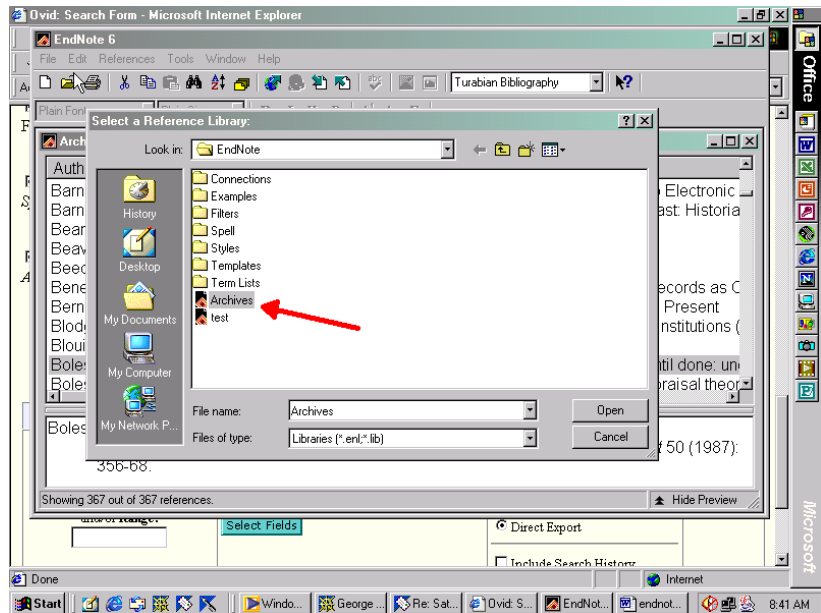 Ovid: Search Form - Microsoft Internet Explorer
EndNote 6
File Edit References Tools Window Help
Turabian Bibliography
Plain Font
Select a Reference Library:
Look in: EndNote
History
Desktop
My Documents
My Computer
My Network P...
Connections
Examples
Filters
Spell
Styles
Templates
Term Lists
Archives
test
File name: Archives Open
Files of type: Libraries (*.enl;*.lib) Cancel
Arch
Auth
Barn Electronic
Barn ast: Historia
Bear
Beav
Beec
Bene ecords as C
Bern Present
Blod nstitutions (
Bloui
Boles ntil done: un
Boles praisal theor
Boles
50 (1987):
356-68.
Showing 367 out of 367 references. Hide Preview
Range:
Select Fields
Direct Export
Include Search History
Done Internet
Office
Microsoft
Start Windo... George ... Re: Sat... Ovid: S... EndNot... endnot... 8:41 AM